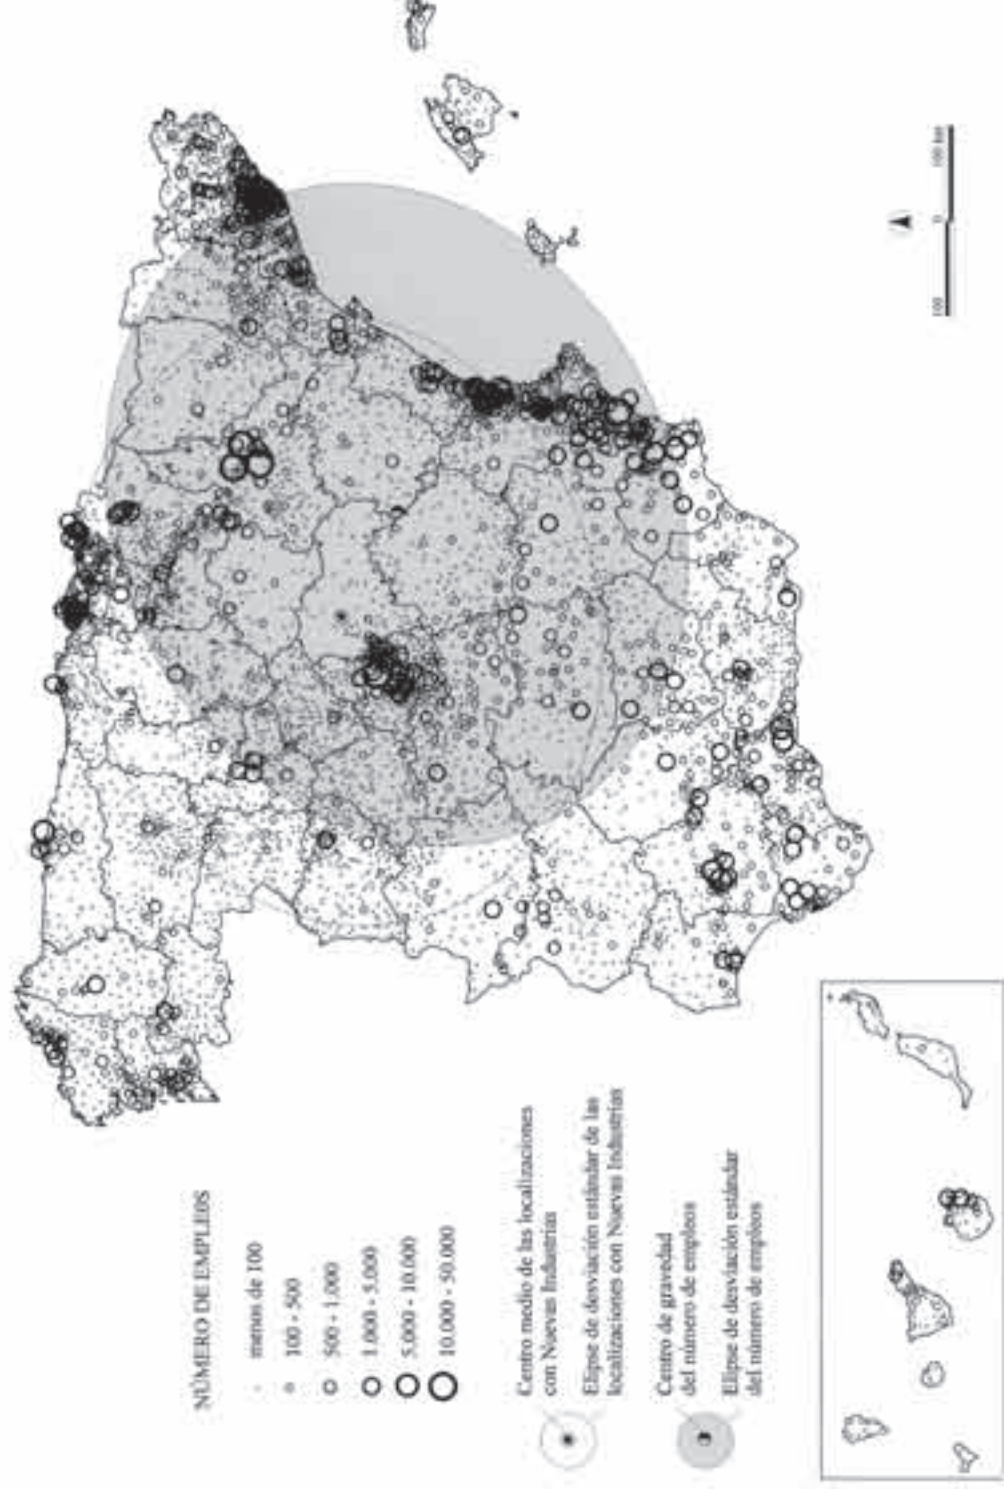 NÚMERO DE EMPLEOS
menos de 100
100 - 500
500 - 1.000
1.000 - 5.000
5.000 - 10.000
10.000 - 50.000
Centro medio de las localizaciones
con Nuevas Industrias
Elipse de desviación estándar de las
localizaciones con Nuevas Industrias
Centro de gravedad
del número de empleos
Elipse de desviación estándar
del número de empleos
100 0 100 km